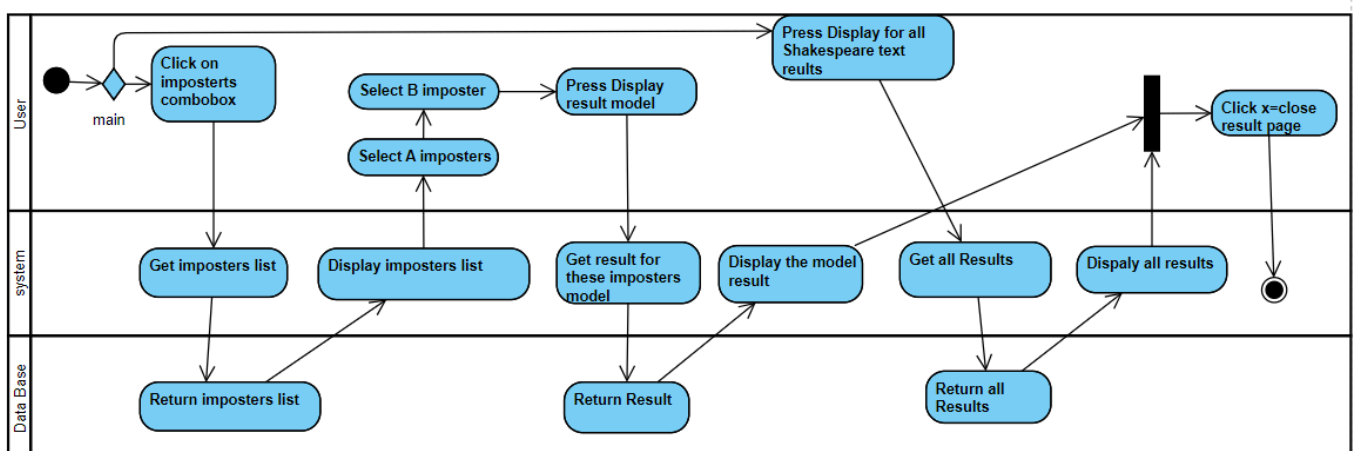 User
main
Click on
imposterts
combobox
Select B imposter
Select A imposters
Press Display
result model
Press Display for all
Shakespeare text
reults
Click x=close
result page
system
Get imposters list
Display imposters list
Get result for
these imposters
model
Display the model
result
Get all Results
Dispaly all results
Data Base
Return imposters list
Return Result
Return all
Results